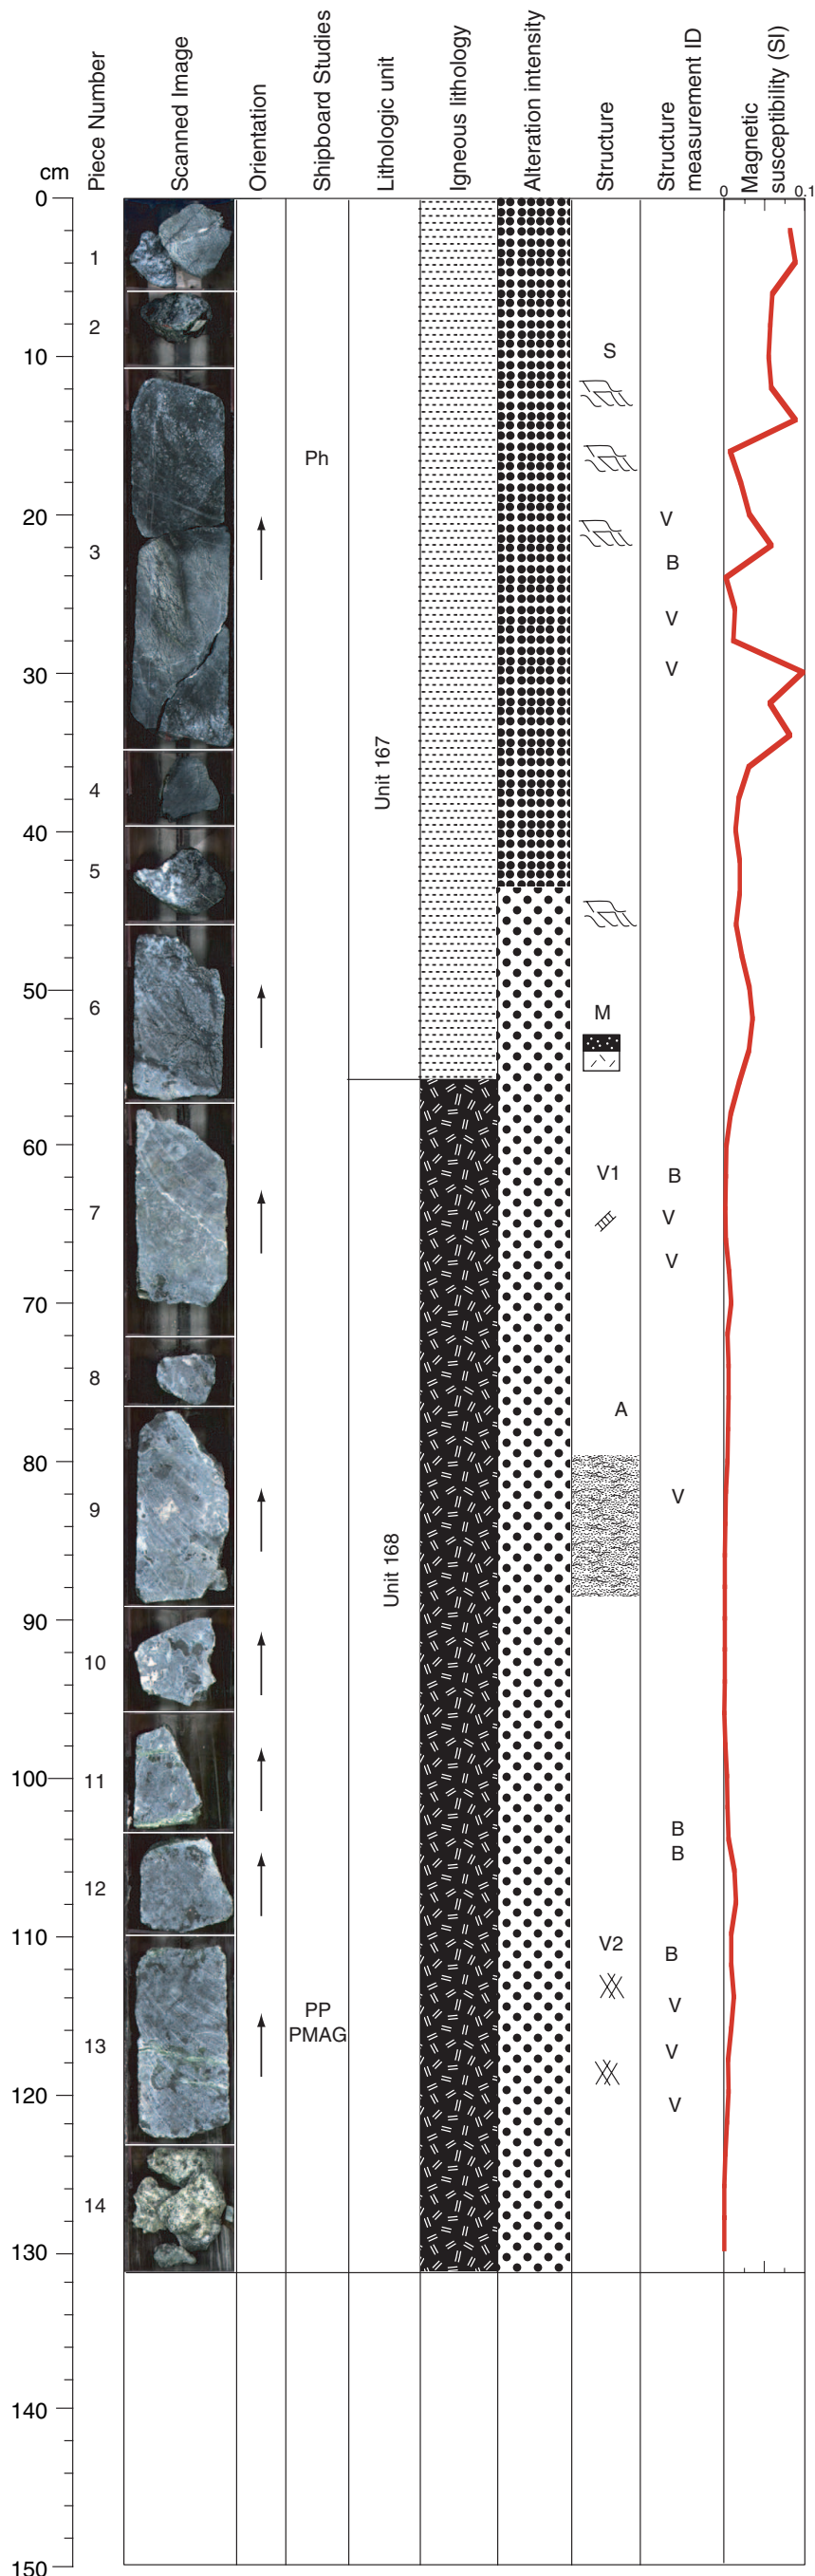 cm
Piece Number
Scanned Image
Orientation
Shipboard Studies
Lithologic unit
Igneous lithology
Alteration intensity
Structure
Structure
measurement ID
Magnetic
susceptibility (SI)
0 0.1
0
1
2
S
10
Ph
20
V
3
B
V
30
V
Unit 167
4
40
5
50
6
M
60
V1 B
7
V
V
70
8
A
80
9
V
Unit 168
90
10
100
11
B
B
12
110
V2
B
PP
V
PMAG
13
V
120
V
14
130
140
150